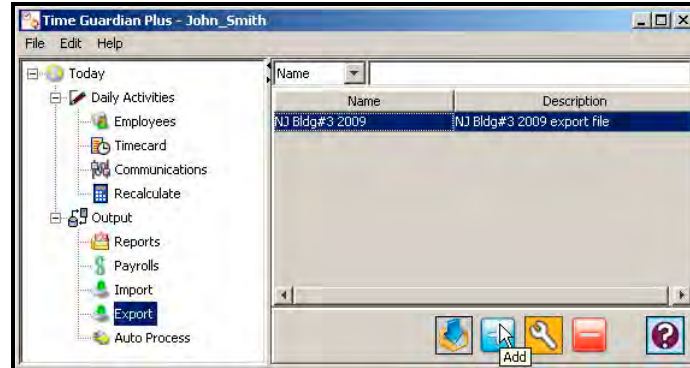 Time Guardian Plus - John_Smith
File Edit Help
Today
Daily Activities
Employees
Timecard
Communications
Recalculate
Output
Reports
Payrolls
Import
Export
Auto Process
Name
Name Description
NJ Bldg#3 2009 NJ Bldg#3 2009 export file
Add
?